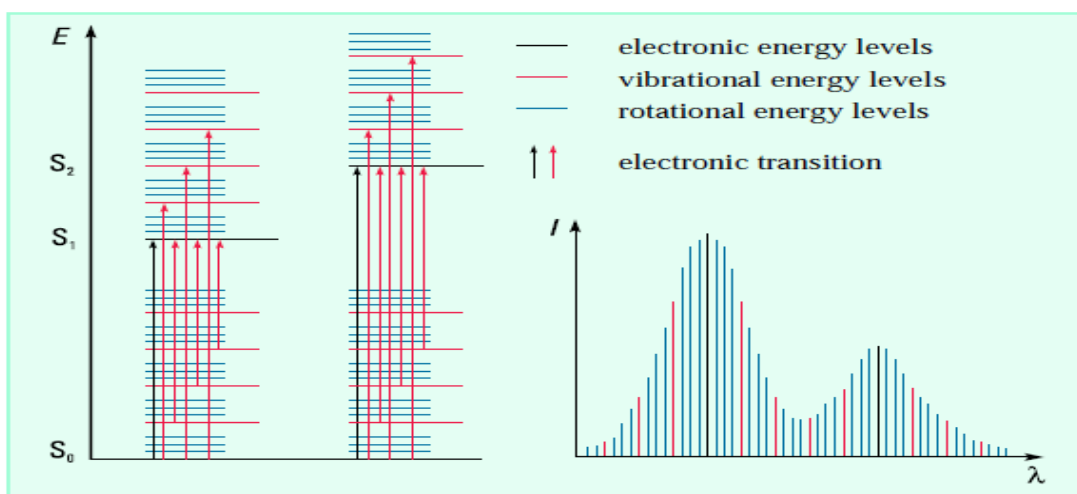 E
S₂
S₁
S₀
electronic energy levels
vibrational energy levels
rotational energy levels
electronic transition
I
λ